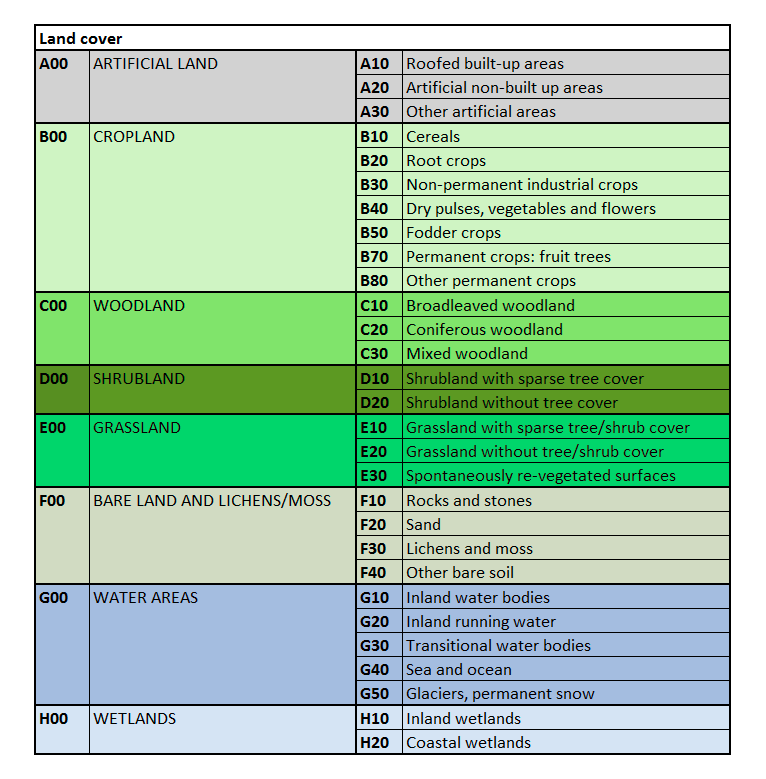 Land cover
A00 ARTIFICIAL LAND A10 Roofed built-up areas
A20 Artificial non-built up areas
A30 Other artificial areas
B00 CROPLAND B10 Cereals
B20 Root crops
B30 Non-permanent industrial crops
B40 Dry pulses, vegetables and flowers
B50 Fodder crops
B70 Permanent crops: fruit trees
B80 Other permanent crops
C00 WOODLAND C10 Broadleaved woodland
C20 Coniferous woodland
C30 Mixed woodland
D00 SHRUBLAND D10 Shrubland with sparse tree cover
D20 Shrubland without tree cover
E00 GRASSLAND E10 Grassland with sparse tree/shrub cover
E20 Grassland without tree/shrub cover
E30 Spontaneously re-vegetated surfaces
F00 BARE LAND AND LICHENS/MOSS F10 Rocks and stones
F20 Sand
F30 Lichens and moss
F40 Other bare soil
G00 WATER AREAS G10 Inland water bodies
G20 Inland running water
G30 Transitional water bodies
G40 Sea and ocean
G50 Glaciers, permanent snow
H00 WETLANDS H10 Inland wetlands
H20 Coastal wetlands